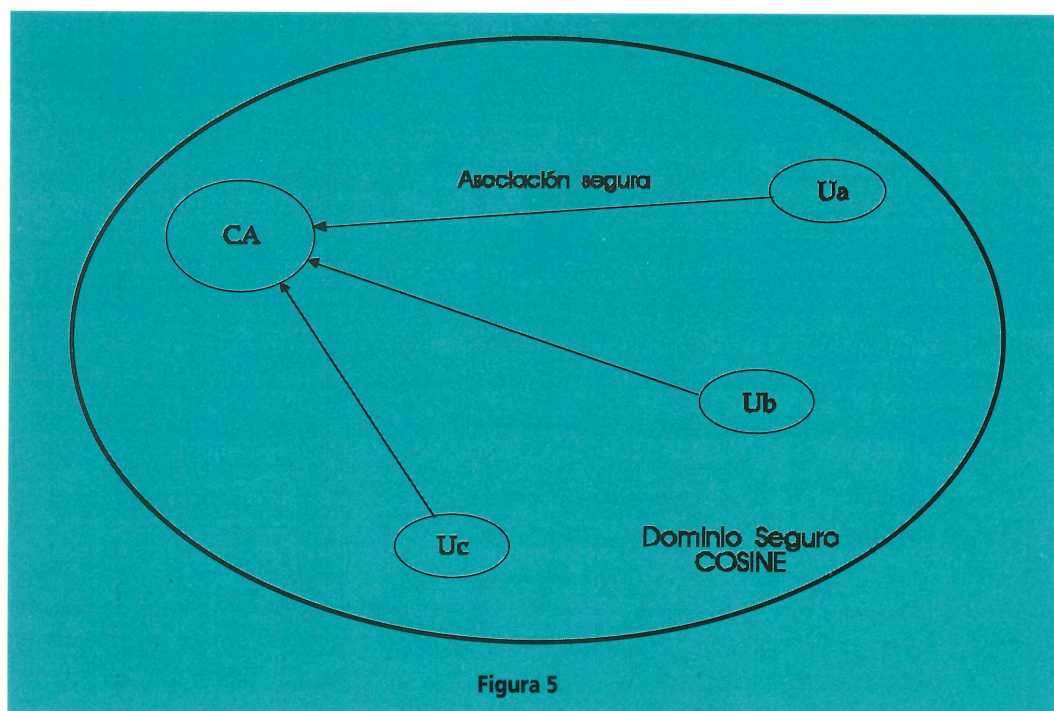 Asociación segura
Ua
CA
Ub
Uc
Dominio Seguro
COSINE
Figura 5